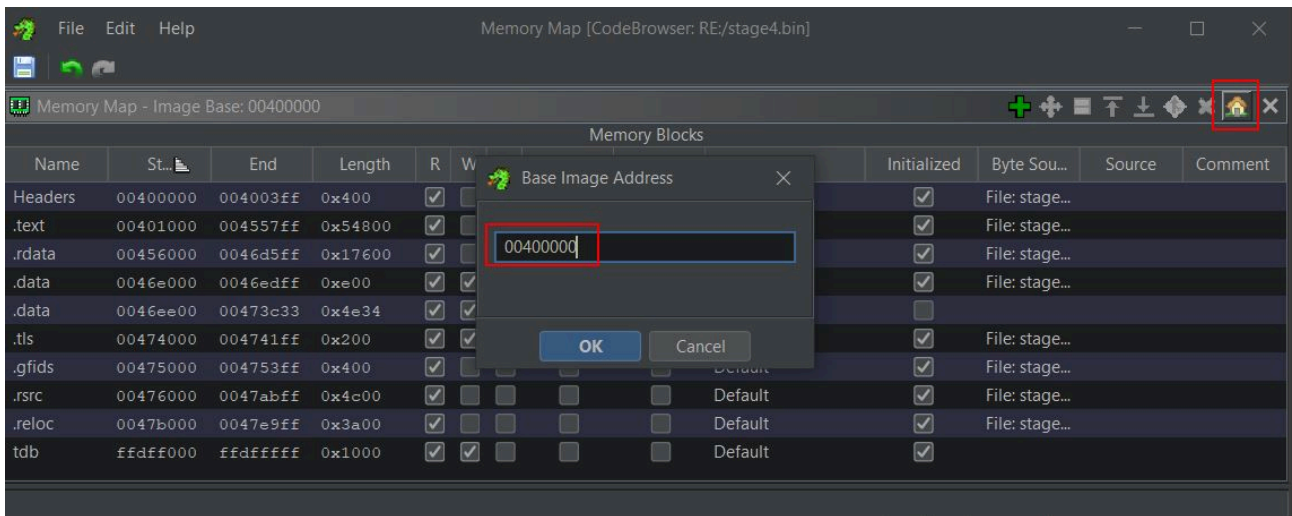 File Edit Help Memory Map [CodeBrowser: RE:/stage4.bin]
Memory Map - Image Base: 00400000
Memory Blocks
Name St... End Length R W Initialized Byte Sou... Source Comment
Base Image Address
Headers 00400000 004003ff 0x400 File: stage...
.text 00401000 004557ff 0x54800 File: stage...
.rdata 00456000 0046d5ff 0x17600 File: stage...
00400000
.data 0046e000 0046edff 0xe00 File: stage...
.data 0046ee00 00473c33 0x4e34
.tls 00474000 004741ff 0x200 File: stage...
OK Cancel
.gfids 00475000 004753ff 0x400 Default File: stage...
.rsrc 00476000 0047abff 0x4c00 Default File: stage...
.reloc 0047b000 0047e9ff 0x3a00 Default File: stage...
tdb ffdff000 ffdfffff 0x1000 Default